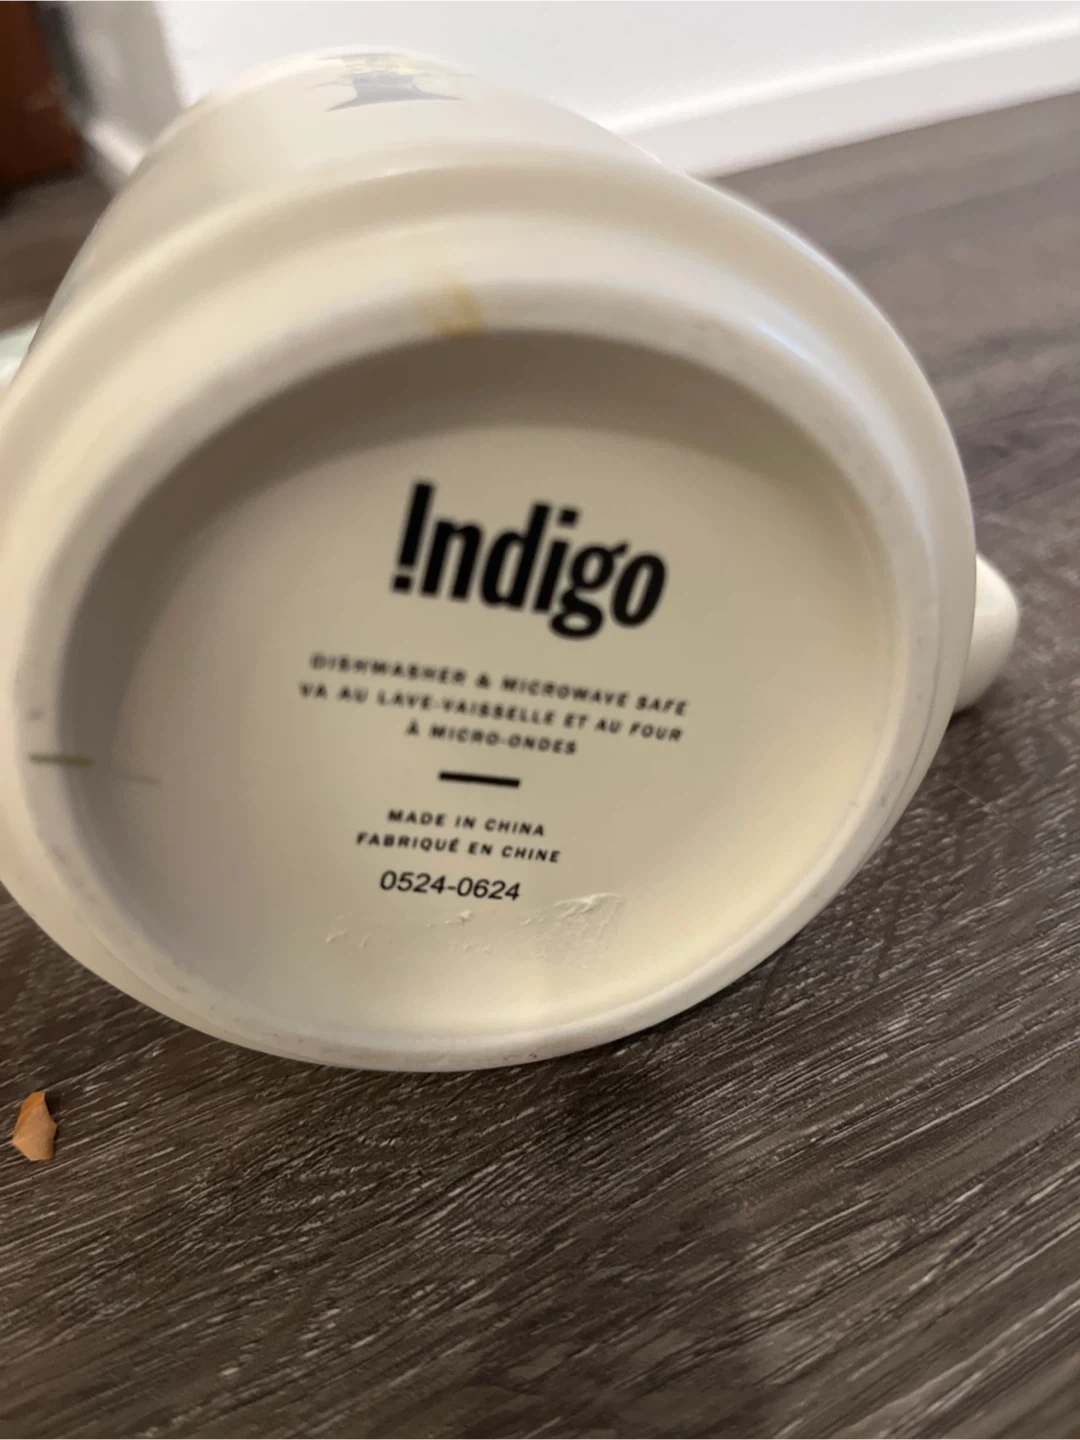 !ndigo
DISHWASHER & MICROWAVE SAFE
VA AU LAVE-VAISSELLE ET AU FOUR
À MICRO-ONDES
MADE IN CHINA
FABRIQUÉ EN CHINE
0524-0624